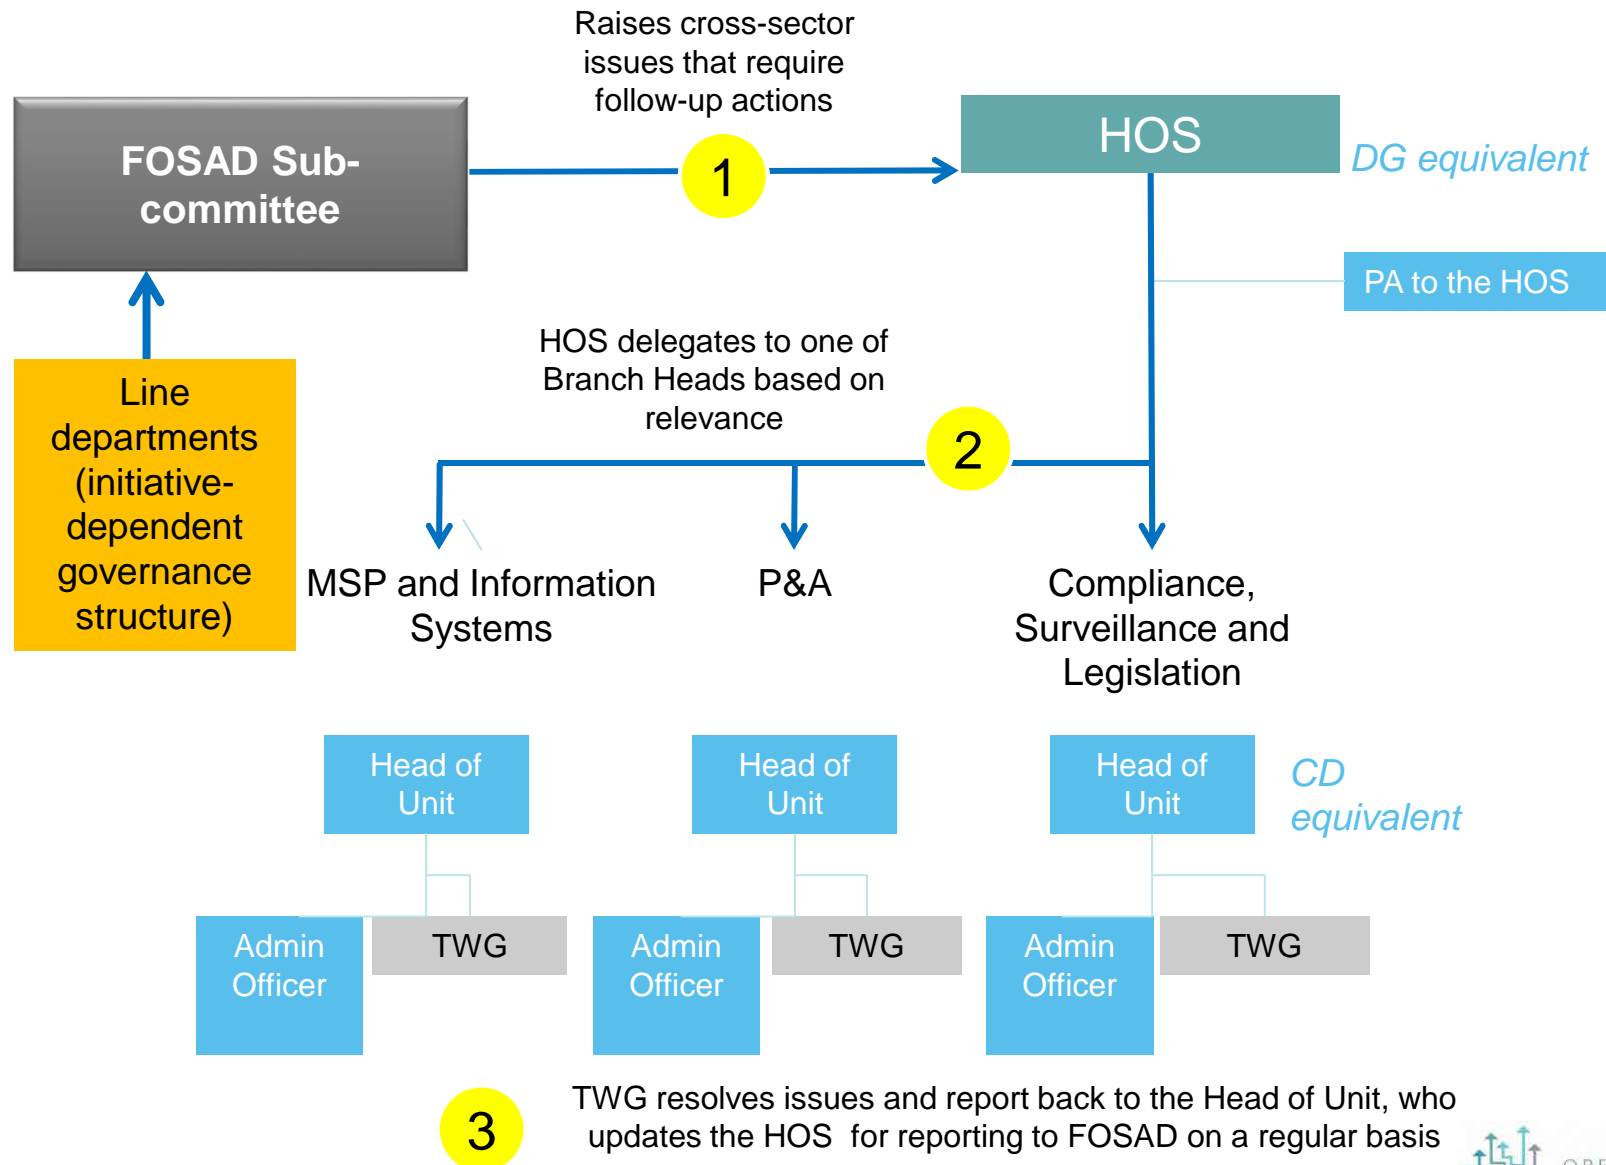 Raises cross-sector
issues that require
follow-up actions
FOSAD Sub-
committee
1
HOS
DG equivalent
PA to the HOS
HOS delegates to one of
Branch Heads based on
relevance
2
Line
departments
(initiative-
dependent
governance
structure)
MSP and Information
Systems
P&A
Compliance,
Surveillance and
Legislation
Head of
Unit
Head of
Unit
Head of
Unit
CD
equivalent
Admin
Officer
TWG
Admin
Officer
TWG
Admin
Officer
TWG
3
TWG resolves issues and report back to the Head of Unit, who
updates the HOS for reporting to FOSAD on a regular basis